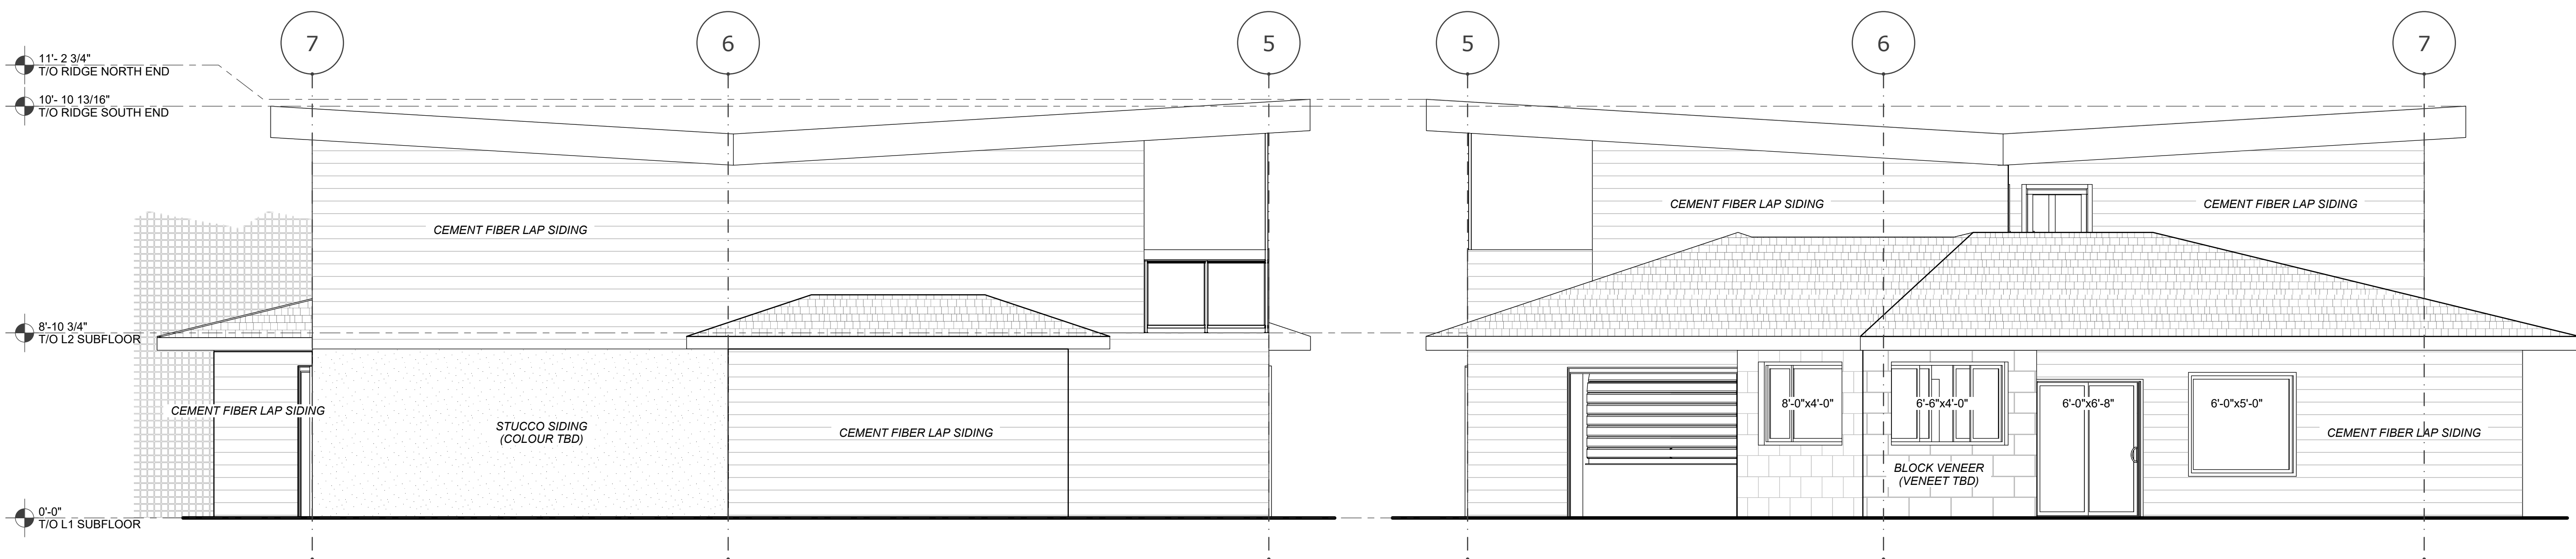 7
6
5
5
6
7
11'- 2 3/4"
T/O RIDGE NORTH END
10'- 10 13/16"
T/O RIDGE SOUTH END
CEMENT FIBER LAP SIDING
CEMENT FIBER LAP SIDING
CEMENT FIBER LAP SIDING
8'-10 3/4"
T/O L2 SUBFLOOR
CEMENT FIBER LAP SIDING
STUCCO SIDING
(COLOUR TBD)
CEMENT FIBER LAP SIDING
8'-0"x4'-0"
6'-6"x4'-0"
6'-0"x6'-8"
6'-0"x5'-0"
CEMENT FIBER LAP SIDING
BLOCK VENEER
(VENEET TBD)
0'-0"
T/O L1 SUBFLOOR